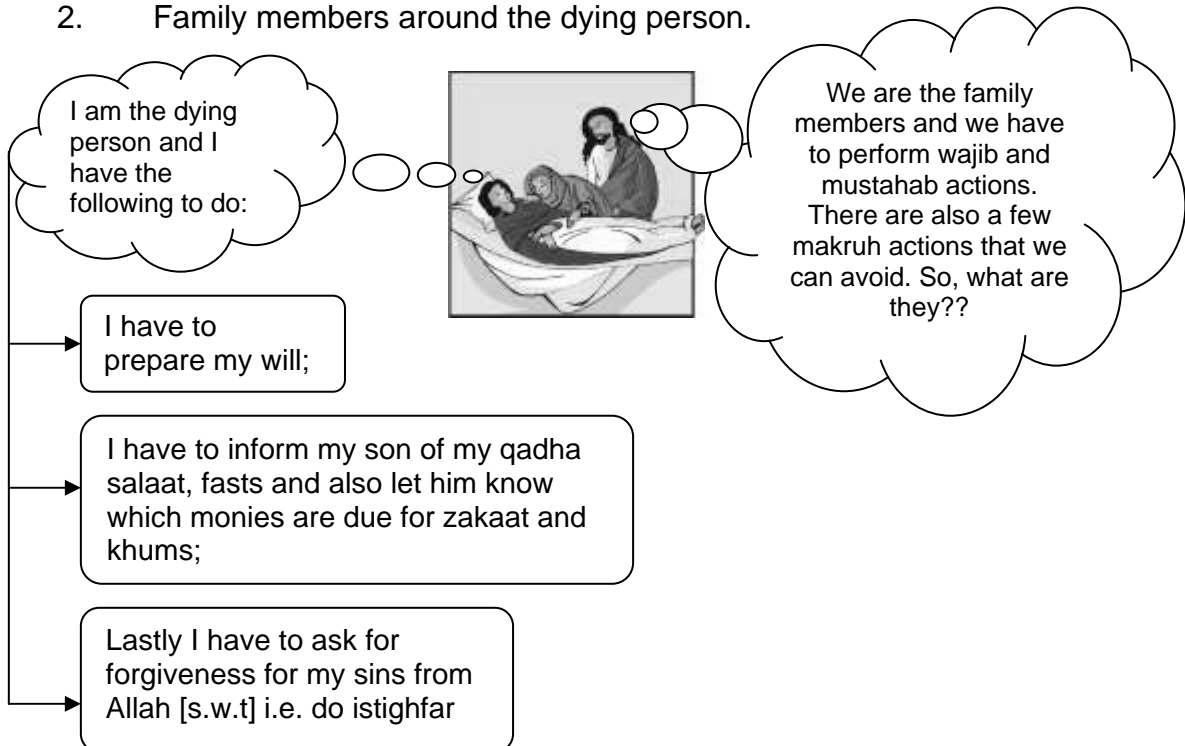 2. Family members around the dying person.
I am the dying
person and I
have the
following to do:
We are the family
members and we have
to perform wajib and
mustahab actions.
There are also a few
makruh actions that we
can avoid. So, what are
they??
I have to
prepare my will;
I have to inform my son of my qadha
salaat, fasts and also let him know
which monies are due for zakaat and
khums;
Lastly I have to ask for
forgiveness for my sins from
Allah [s.w.t] i.e. do istighfar